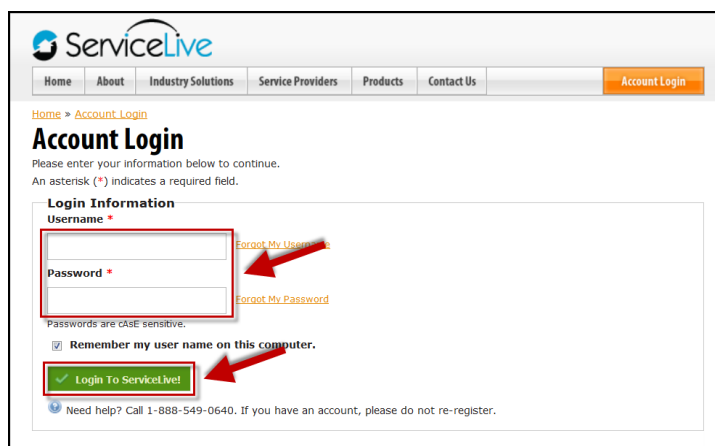 ServiceLive
Home About Industry Solutions Service Providers Products Contact Us Account Login
Home » Account Login
Account Login
Please enter your information below to continue.
An asterisk (*) indicates a required field.
Login Information
Username *
Forgot My Username
Password *
Forgot My Password
Passwords are cAsE sensitive.
Remember my user name on this computer.
Login To ServiceLive!
Need help? Call 1-888-549-0640. If you have an account, please do not re-register.